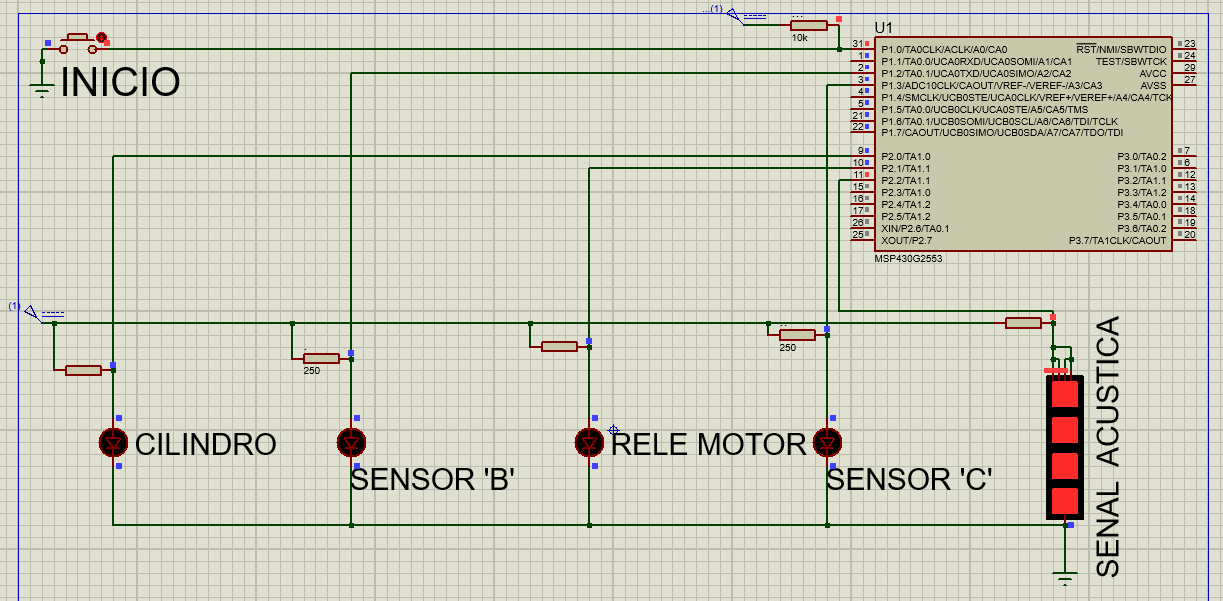 ...(1)
10k
INICIO
U1
31 P1.0/TA0CLK/ACLK/A0/CA0
1 P1.1/TA0.0/UCA0RXD/UCA0SOMI/A1/CA1
2 P1.2/TA0.1/UCA0TXD/UCA0SIMO/A2/CA2
3 P1.3/ADC10CLK/CAOUT/VREF-/VEREF-/A3/CA3
4 P1.4/SMCLK/UCB0STE/UCA0CLK/VREF+/VEREF+/A4/CA4/TCK
5 P1.5/TA0.0/UCB0CLK/UCA0STE/A5/CA5/TMS
21 P1.6/TA0.1/UCB0SOMI/UCB0SCL/A6/CA6/TDI/TCLK
22 P1.7/CAOUT/UCB0SIMO/UCB0SDA/A7/CA7/TDO/TDI
9 P2.0/TA1.0
10 P2.1/TA1.1
11 P2.2/TA1.1
15 P2.3/TA1.0
16 P2.4/TA1.2
17 P2.5/TA1.2
26 XIN/P2.6/TA0.1
25 XOUT/P2.7
RST/NMI/SBWTDIO 23
TEST/SBWTCK 24
AVCC 29
AVSS 27
P3.0/TA0.2 7
P3.1/TA1.0 6
P3.2/TA1.1 12
P3.3/TA1.2 13
P3.4/TA0.0 14
P3.5/TA0.1 18
P3.6/TA0.2 19
P3.7/TA1CLK/CAOUT 20
MSP430G2553
(1)
250
250
CILINDRO
SENSOR 'B'
RELE MOTOR
SENSOR 'C'
SENAL ACUSTICA